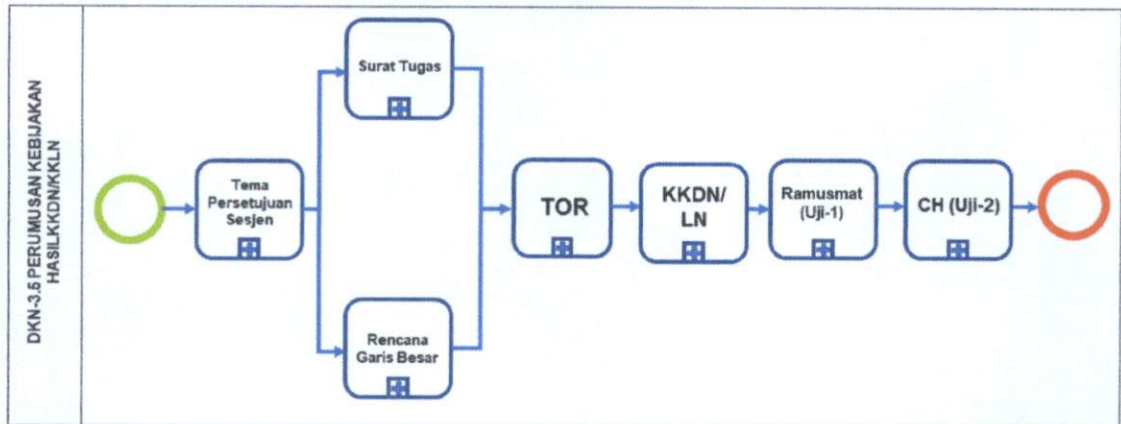 DKN-3.5 PERUMUSAN KEBIJAKAN
HASILKKDN/KKLN
Tema
Persetujuan
Sesjen
Surat Tugas
Rencana
Garis Besar
TOR
KKDN/
LN
Ramusmat
(Uji-1)
CH (Uji-2)